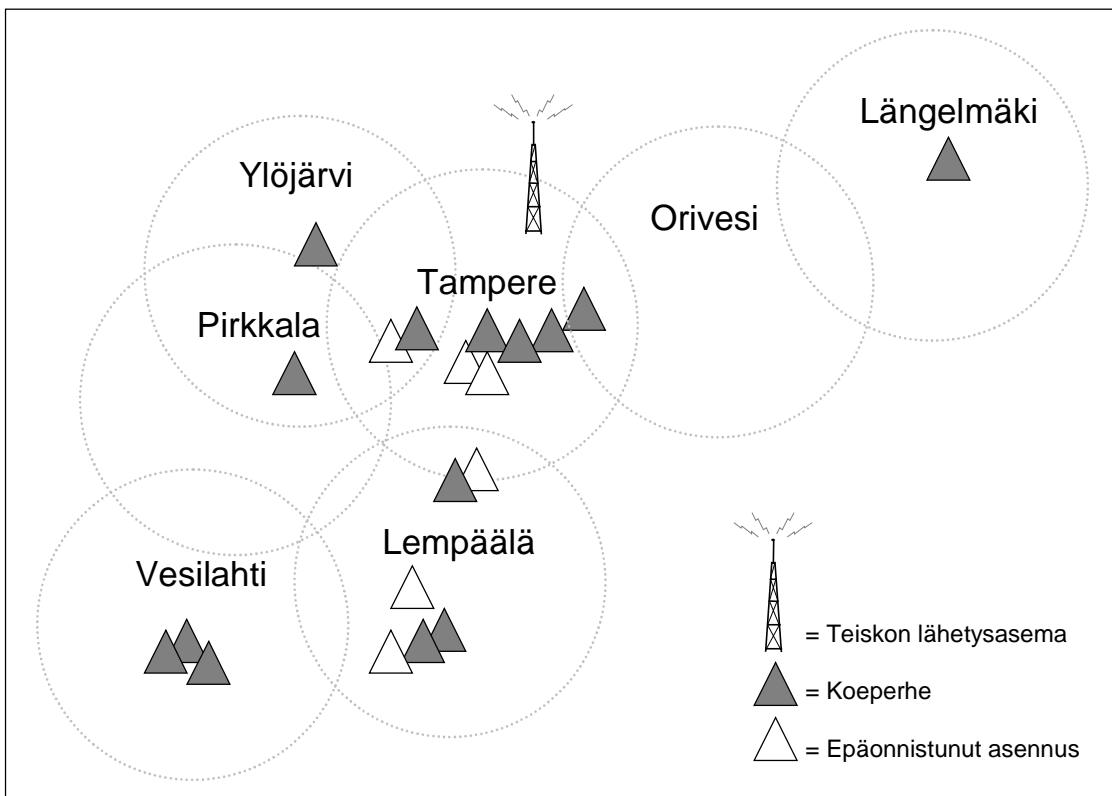 Längelmäki
Ylöjärvi
Orivesi
Tampere
Pirkkala
Lempäälä
Vesilahti
= Teiskon lähetysasema
= Koeperhe
= Epäonnistunut asennus